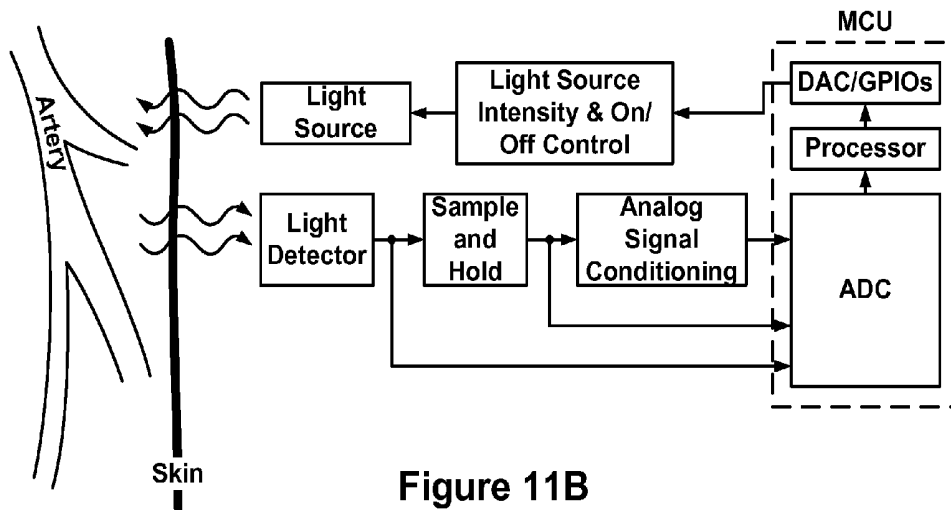 MCU
Artery
Light
Source
Light Source
Intensity & On/
Off Control
DAC/GPIOs
Processor
Light
Detector
Sample
and
Hold
Analog
Signal
Conditioning
ADC
Skin
Figure 11B